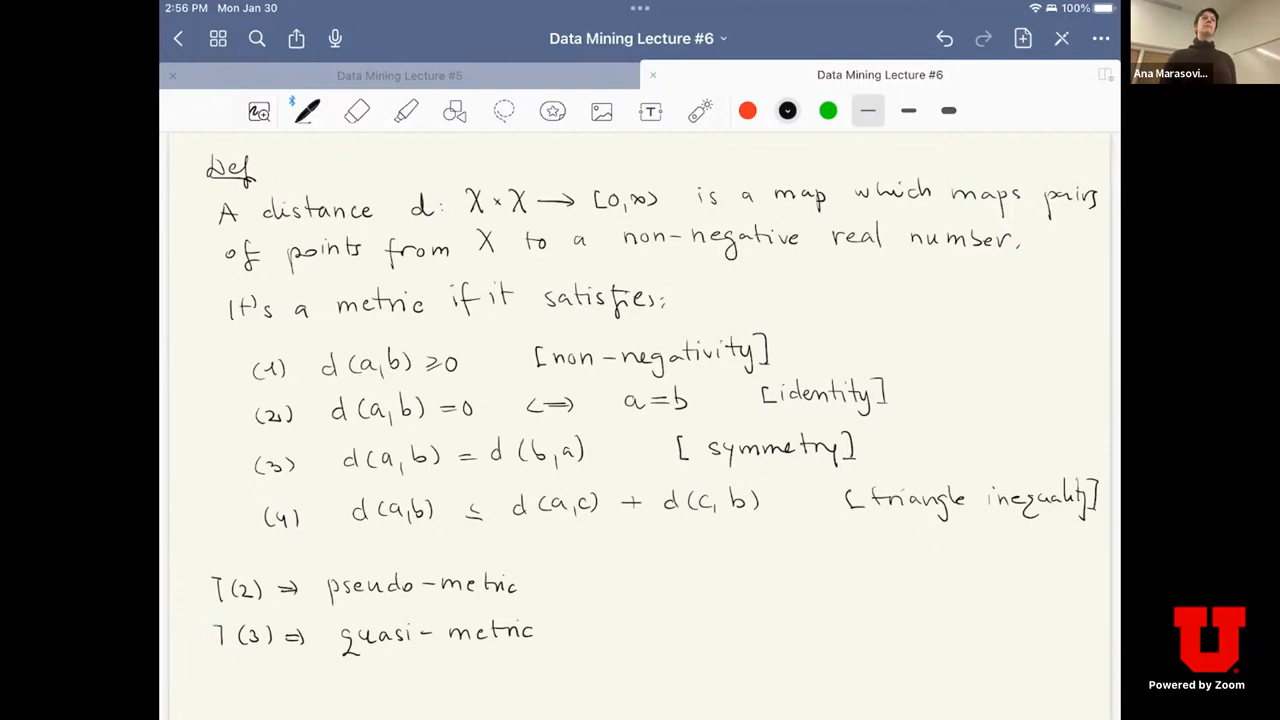 2:56 PM Mon Jan 30
100%
Data Mining Lecture #6
Data Mining Lecture #5
Data Mining Lecture #6
T
Ana Marasovi...
Def
A distance d: X × X → [0,∞) is a map which maps pairs
of points from X to a non-negative real number.
It's a metric if it satisfies:
(1) d(a,b) ≥ 0 [non-negativity]
(2) d(a,b) = 0 <=> a=b [identity]
(3) d(a,b) = d(b,a) [symmetry]
(4) d(a,b) ≤ d(a,c) + d(c,b) [triangle inequality]
¬(2) => pseudo-metric
¬(3) => quasi-metric
U
Powered by Zoom